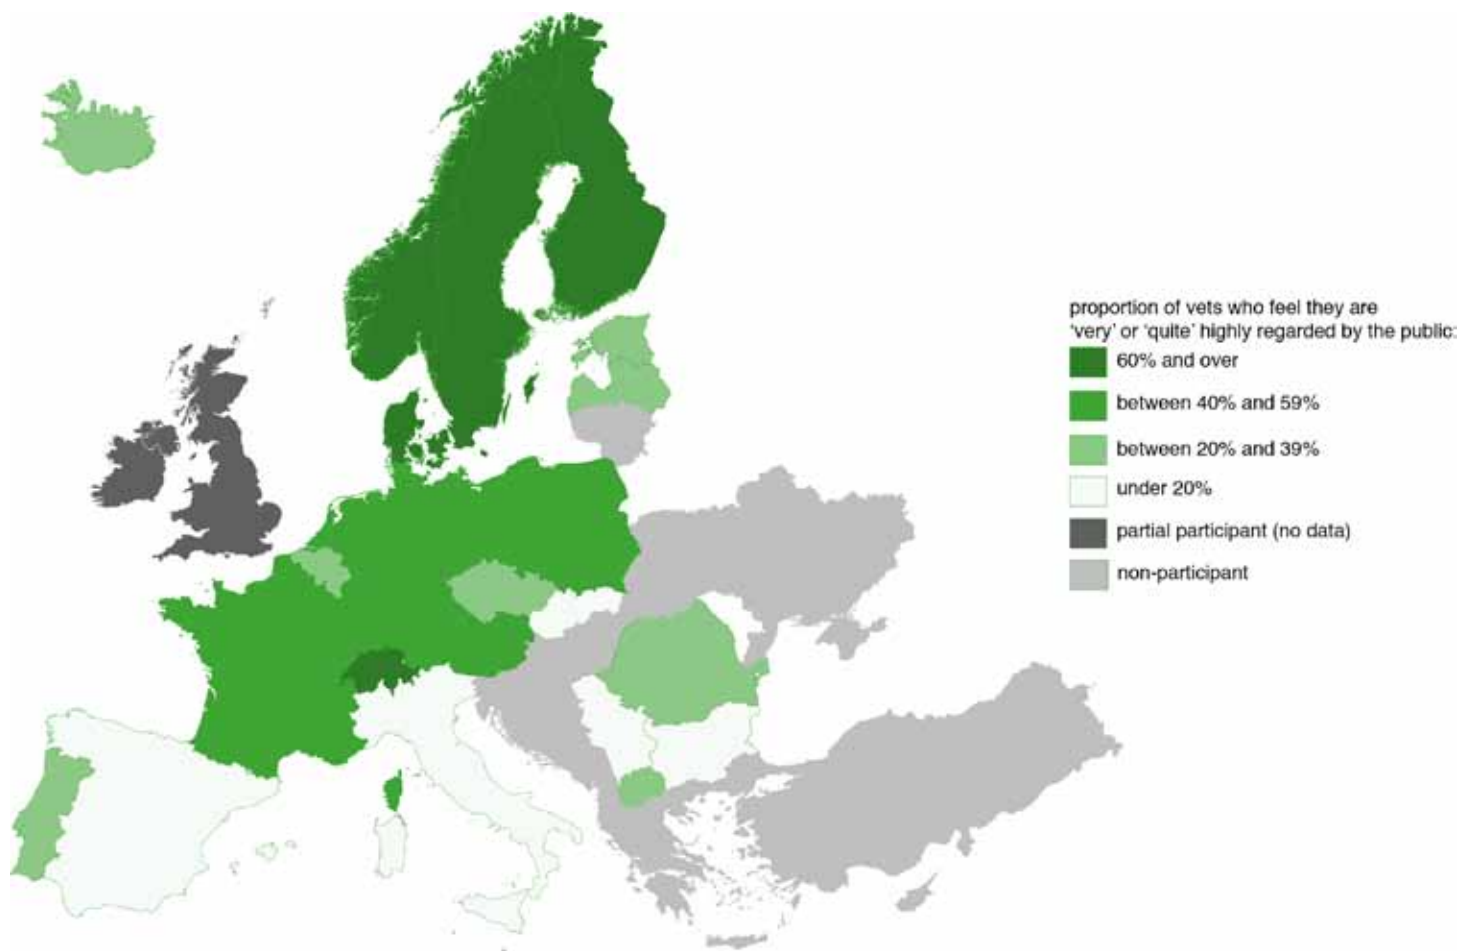 proportion of vets who feel they are
‘very’ or ‘quite’ highly regarded by the public:
60% and over
between 40% and 59%
between 20% and 39%
under 20%
partial participant (no data)
non-participant